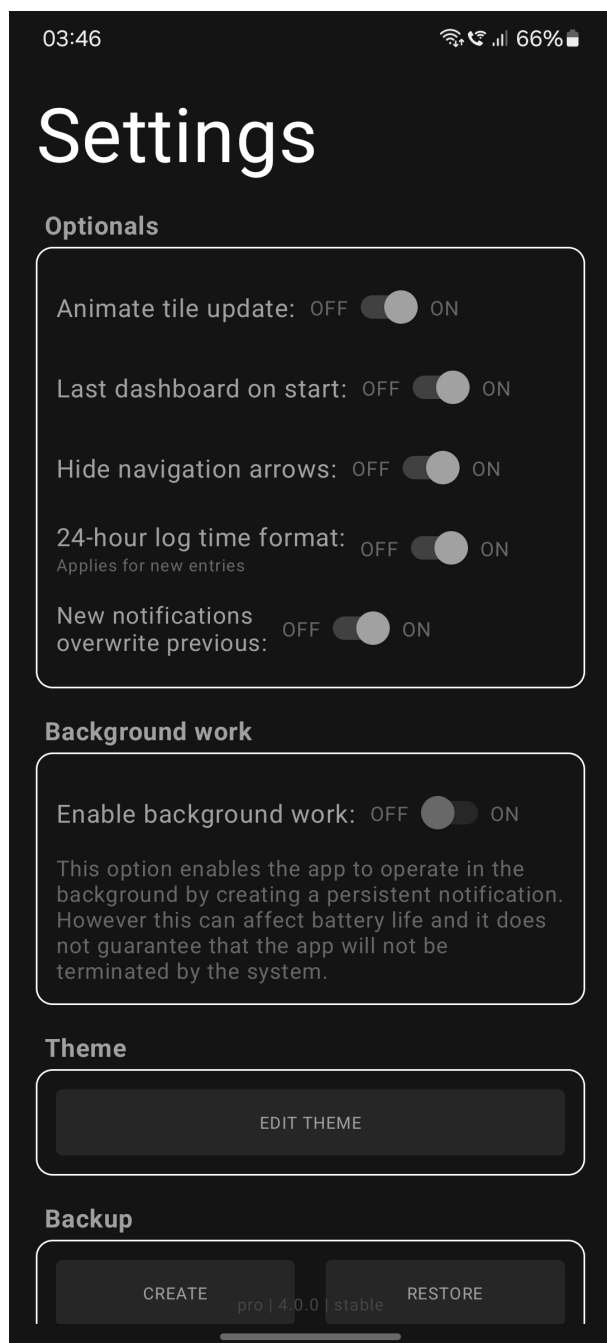 03:46 66%
Settings
Optionals
Animate tile update: OFF ON
Last dashboard on start: OFF ON
Hide navigation arrows: OFF ON
24-hour log time format: OFF ON
Applies for new entries
New notifications
overwrite previous: OFF ON
Background work
Enable background work: OFF ON
This option enables the app to operate in the
background by creating a persistent notification.
However this can affect battery life and it does
not guarantee that the app will not be
terminated by the system.
Theme
EDIT THEME
Backup
CREATE RESTORE
pro | 4.0.0 | stable